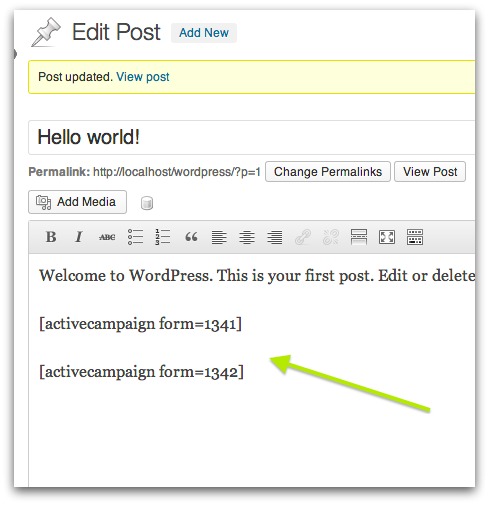 Edit Post Add New
Post updated. View post
Hello world!
Permalink: http://localhost/wordpress/?p=1 Change Permalinks View Post
Add Media
B I ABC
Welcome to WordPress. This is your first post. Edit or delete
[activecampaign form=1341]
[activecampaign form=1342]